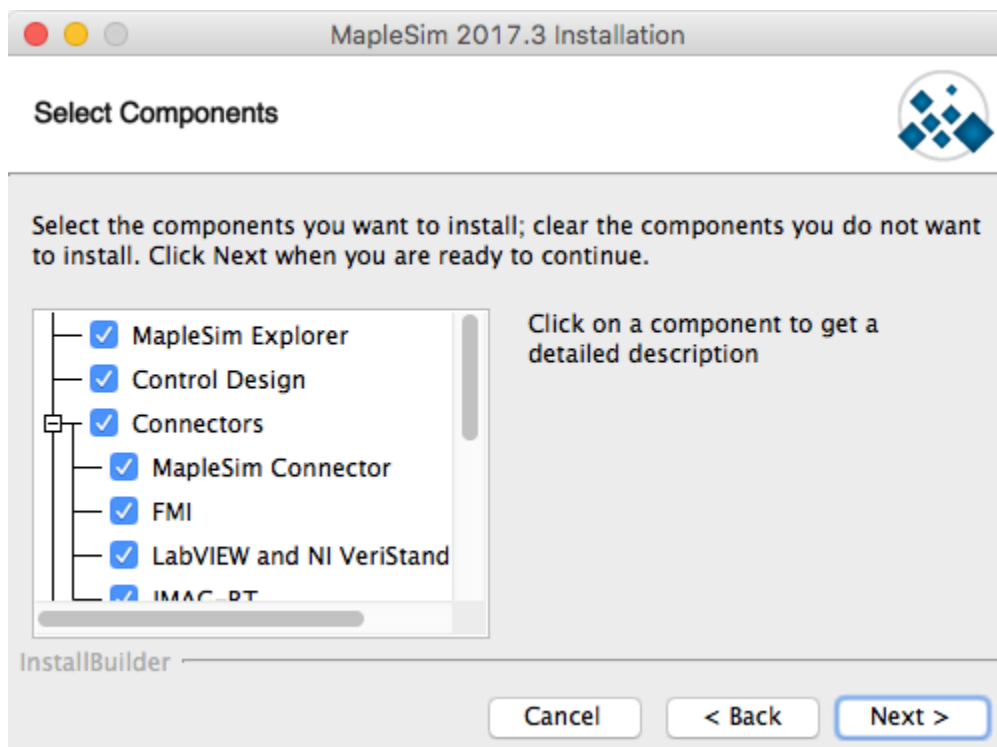 MapleSim 2017.3 Installation
Select Components
Select the components you want to install; clear the components you do not want
to install. Click Next when you are ready to continue.
MapleSim Explorer
Control Design
Connectors
MapleSim Connector
FMI
LabVIEW and NI VeriStand
Click on a component to get a
detailed description
InstallBuilder
Cancel
< Back
Next >